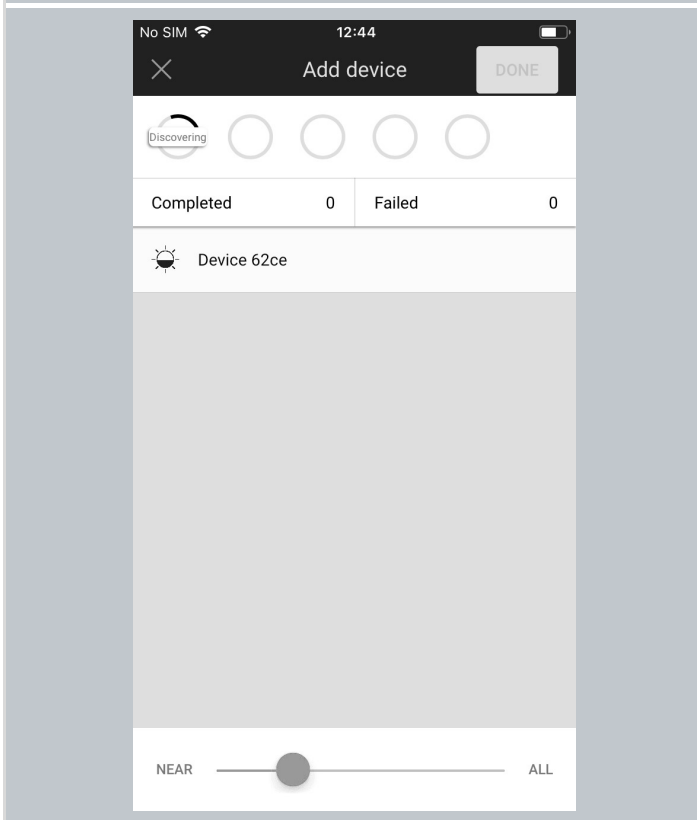 No SIM 12:44
Add device DONE
Discovering
Completed 0 Failed 0
Device 62ce
NEAR ALL